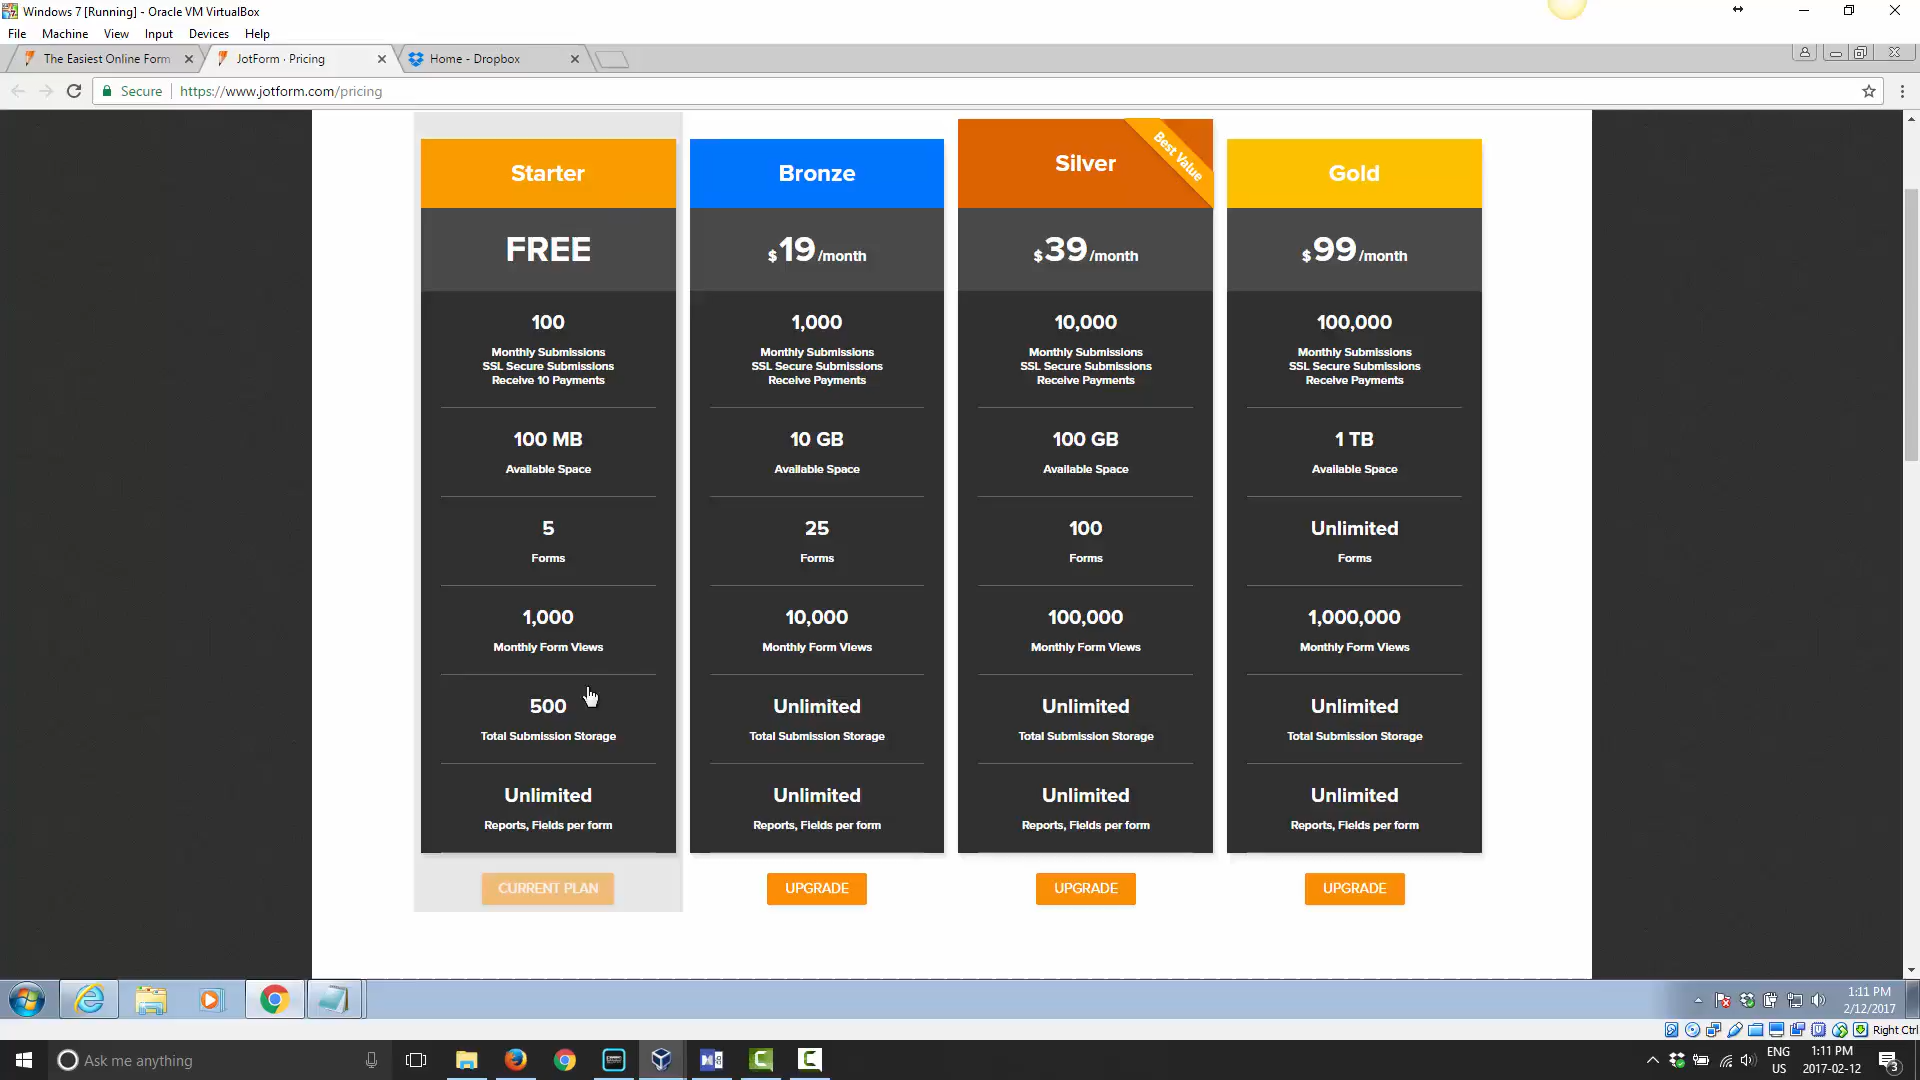 Windows 7 [Running] - Oracle VM VirtualBox
File Machine View Input Devices Help
The Easiest Online Form
JotForm · Pricing
Home - Dropbox
Secure
https://www.jotform.com/pricing
Starter
FREE
100
Monthly Submissions
SSL Secure Submissions
Receive 10 Payments
100 MB
Available Space
5
Forms
1,000
Monthly Form Views
500
Total Submission Storage
Unlimited
Reports, Fields per form
CURRENT PLAN
Bronze
$19/month
1,000
Monthly Submissions
SSL Secure Submissions
Receive Payments
10 GB
Available Space
25
Forms
10,000
Monthly Form Views
Unlimited
Total Submission Storage
Unlimited
Reports, Fields per form
UPGRADE
Silver
Best Value
$39/month
10,000
Monthly Submissions
SSL Secure Submissions
Receive Payments
100 GB
Available Space
100
Forms
100,000
Monthly Form Views
Unlimited
Total Submission Storage
Unlimited
Reports, Fields per form
UPGRADE
Gold
$99/month
100,000
Monthly Submissions
SSL Secure Submissions
Receive Payments
1 TB
Available Space
Unlimited
Forms
1,000,000
Monthly Form Views
Unlimited
Total Submission Storage
Unlimited
Reports, Fields per form
UPGRADE
1:11 PM
2/12/2017
Right Ctrl
Ask me anything
ENG
US
1:11 PM
2017-02-12
3